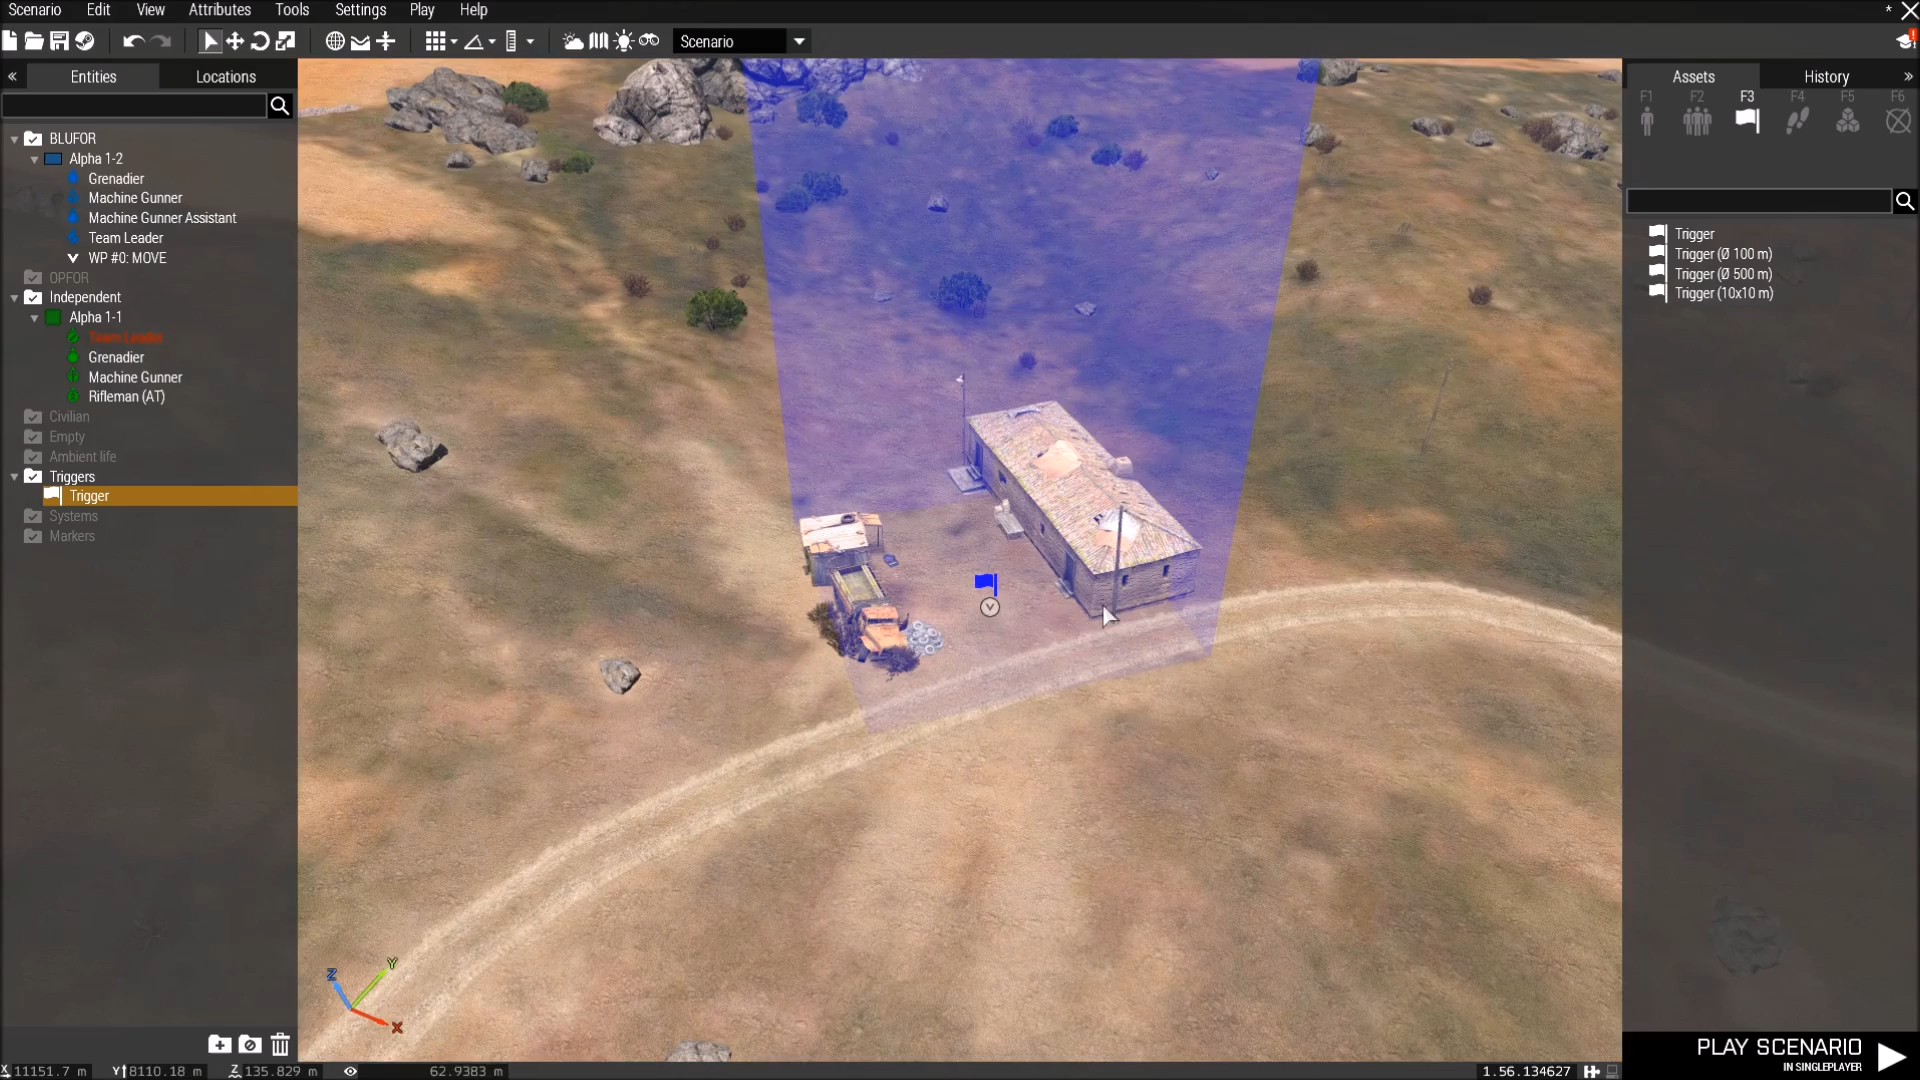 Scenario Edit View Attributes Tools Settings Play Help
*
Scenario
Entities Locations
Assets History
F1 F2 F3 F4 F5 F6
BLUFOR
Alpha 1-2
Grenadier
Machine Gunner
Machine Gunner Assistant
Team Leader
WP #0: MOVE
OPFOR
Independent
Alpha 1-1
Team Leader
Grenadier
Machine Gunner
Rifleman (AT)
Civilian
Empty
Ambient life
Triggers
Trigger
Systems
Markers
Trigger
Trigger (Ø 100 m)
Trigger (Ø 500 m)
Trigger (10x10 m)
Z Y X
PLAY SCENARIO
IN SINGLEPLAYER
X 11151.7 m Y 8110.18 m Z 135.829 m 62.9383 m 1.56.134627